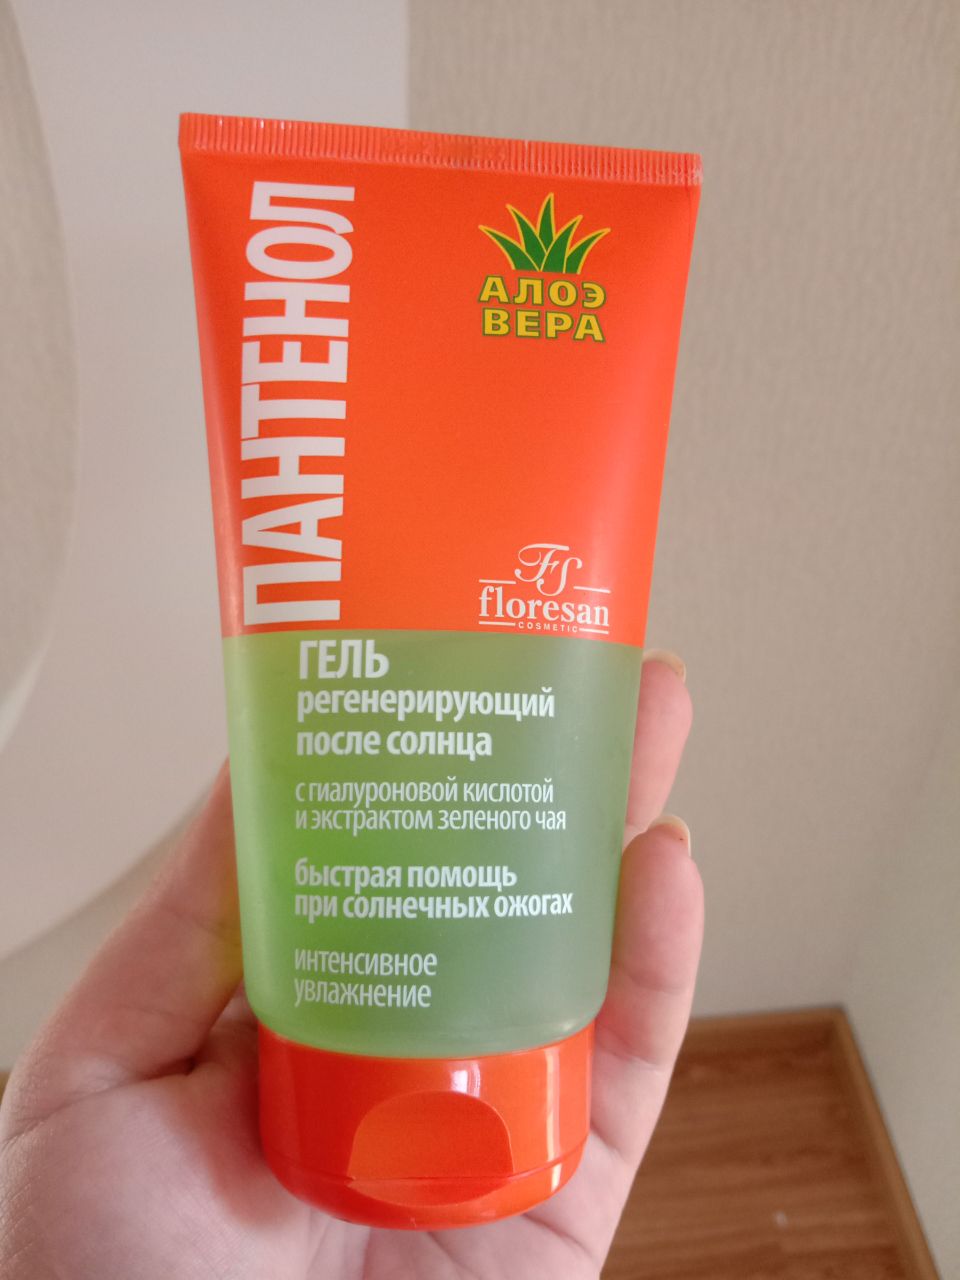 ПАНТЕНОЛ
АЛОЭ
ВЕРА
FS
floresan
COSMETIC
ГЕЛЬ
регенерирующий
после солнца
с гиалуроновой кислотой
и экстрактом зеленого чая
быстрая помощь
при солнечных ожогах
интенсивное
увлажнение